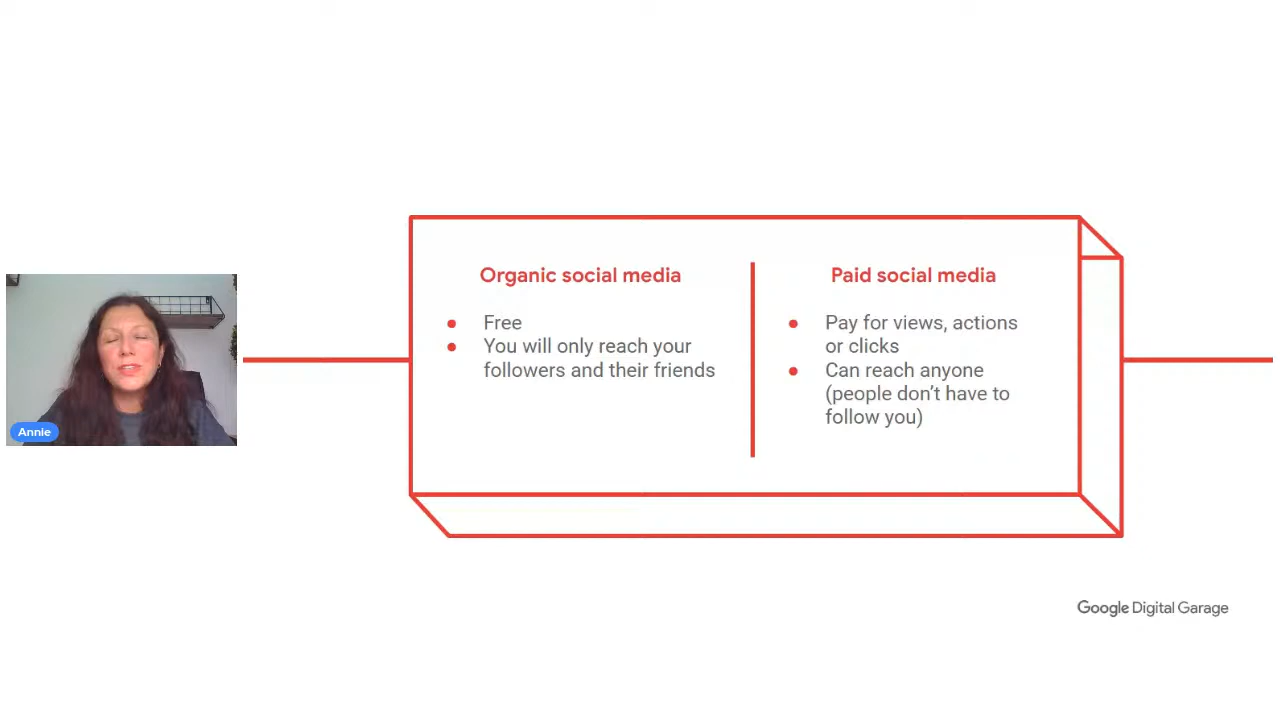 Organic social media
Free
You will only reach your
followers and their friends
Paid social media
Pay for views, actions
or clicks
Can reach anyone
(people don’t have to
follow you)
Annie
Google Digital Garage